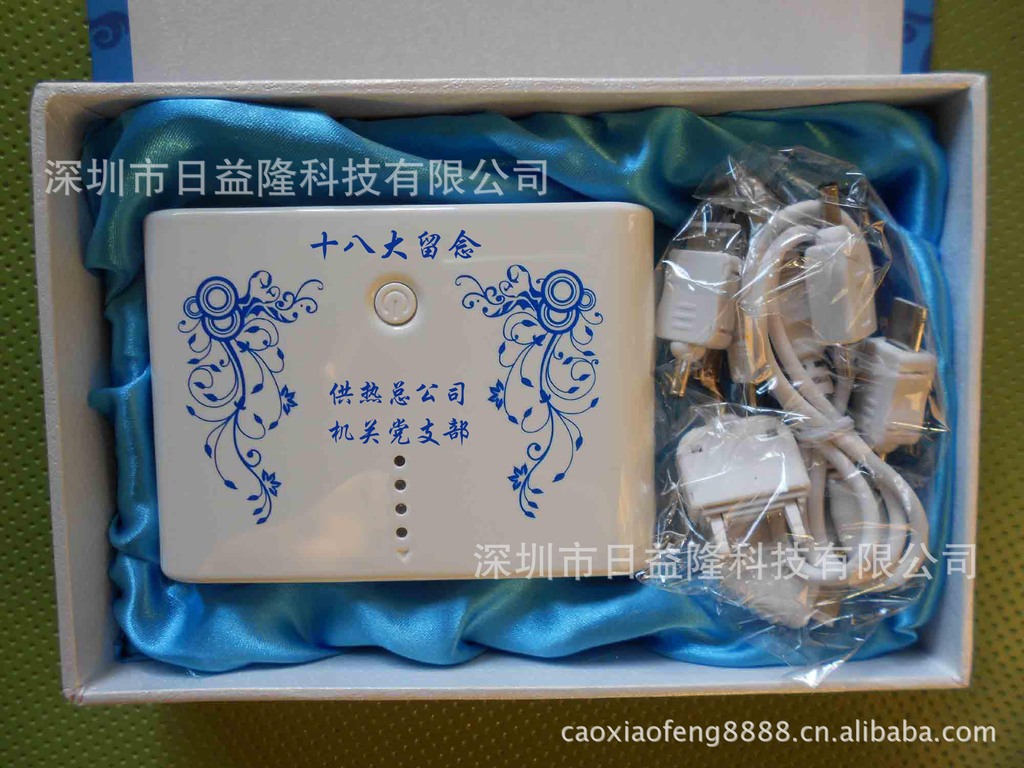 深圳市日益隆科技有限公司
十八大留念
供热总公司
机关党支部
深圳市日益隆科技有限公司
caoxiaofeng8888.cn.alibaba.com